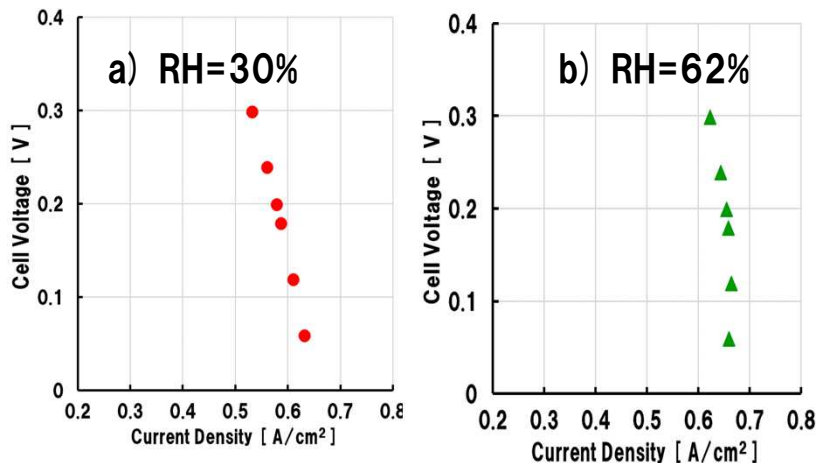 a) RH=30%
Cell Voltage [ V ]
0.4
0.3
0.2
0.1
0
0.2 0.3 0.4 0.5 0.6 0.7 0.8
Current Density [ A/cm² ]
b) RH=62%
Cell Voltage [ V ]
0.4
0.3
0.2
0.1
0
0.2 0.3 0.4 0.5 0.6 0.7 0.8
Current Density [ A/cm² ]